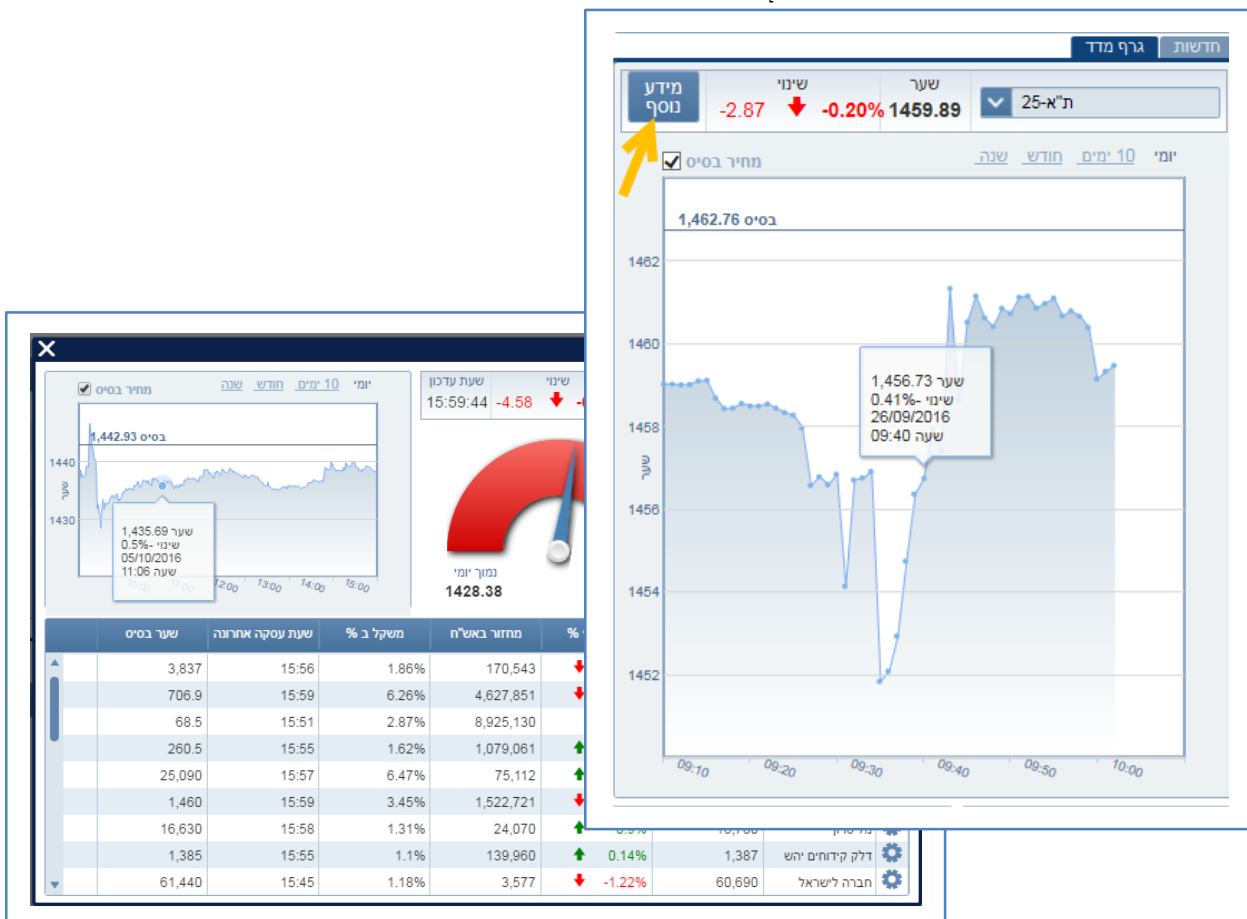 חדשות
גרף מדד
ת"א-25
שער
1459.89
שינוי
-0.20%
-2.87
מידע
נוסף
יומי 10 ימים חודש שנה
מחיר בסיס
בסיס 1,462.76
1462
1460
1458
1456
1454
1452
שער
שער 1,456.73
שינוי -0.41%
26/09/2016
שעה 09:40
09:10 09:20 09:30 09:40 09:50 10:00
שינוי
שעת עדכון
-4.58
15:59:44
יומי 10 ימים חודש שנה
מחיר בסיס
בסיס 1,442.93
1440
1430
שער
שער 1,435.69
שינוי -0.5%
05/10/2016
שעה 11:06
10:00 11:00 12:00 13:00 14:00 15:00
נמוך יומי
1428.38
% מחזור באש"ח משקל ב % שעת עסקה אחרונה שער בסיס
170,543 1.86% 15:56 3,837
4,627,851 6.26% 15:59 706.9
8,925,130 2.87% 15:51 68.5
1,079,061 1.62% 15:55 260.5
75,112 6.47% 15:57 25,090
1,522,721 3.45% 15:59 1,460
24,070 1.31% 15:58 16,630
דלק קידוחים יהש 1,387 0.14% 139,960 1.1% 15:55 1,385
חברה לישראל 60,690 -1.22% 3,577 1.18% 15:45 61,440